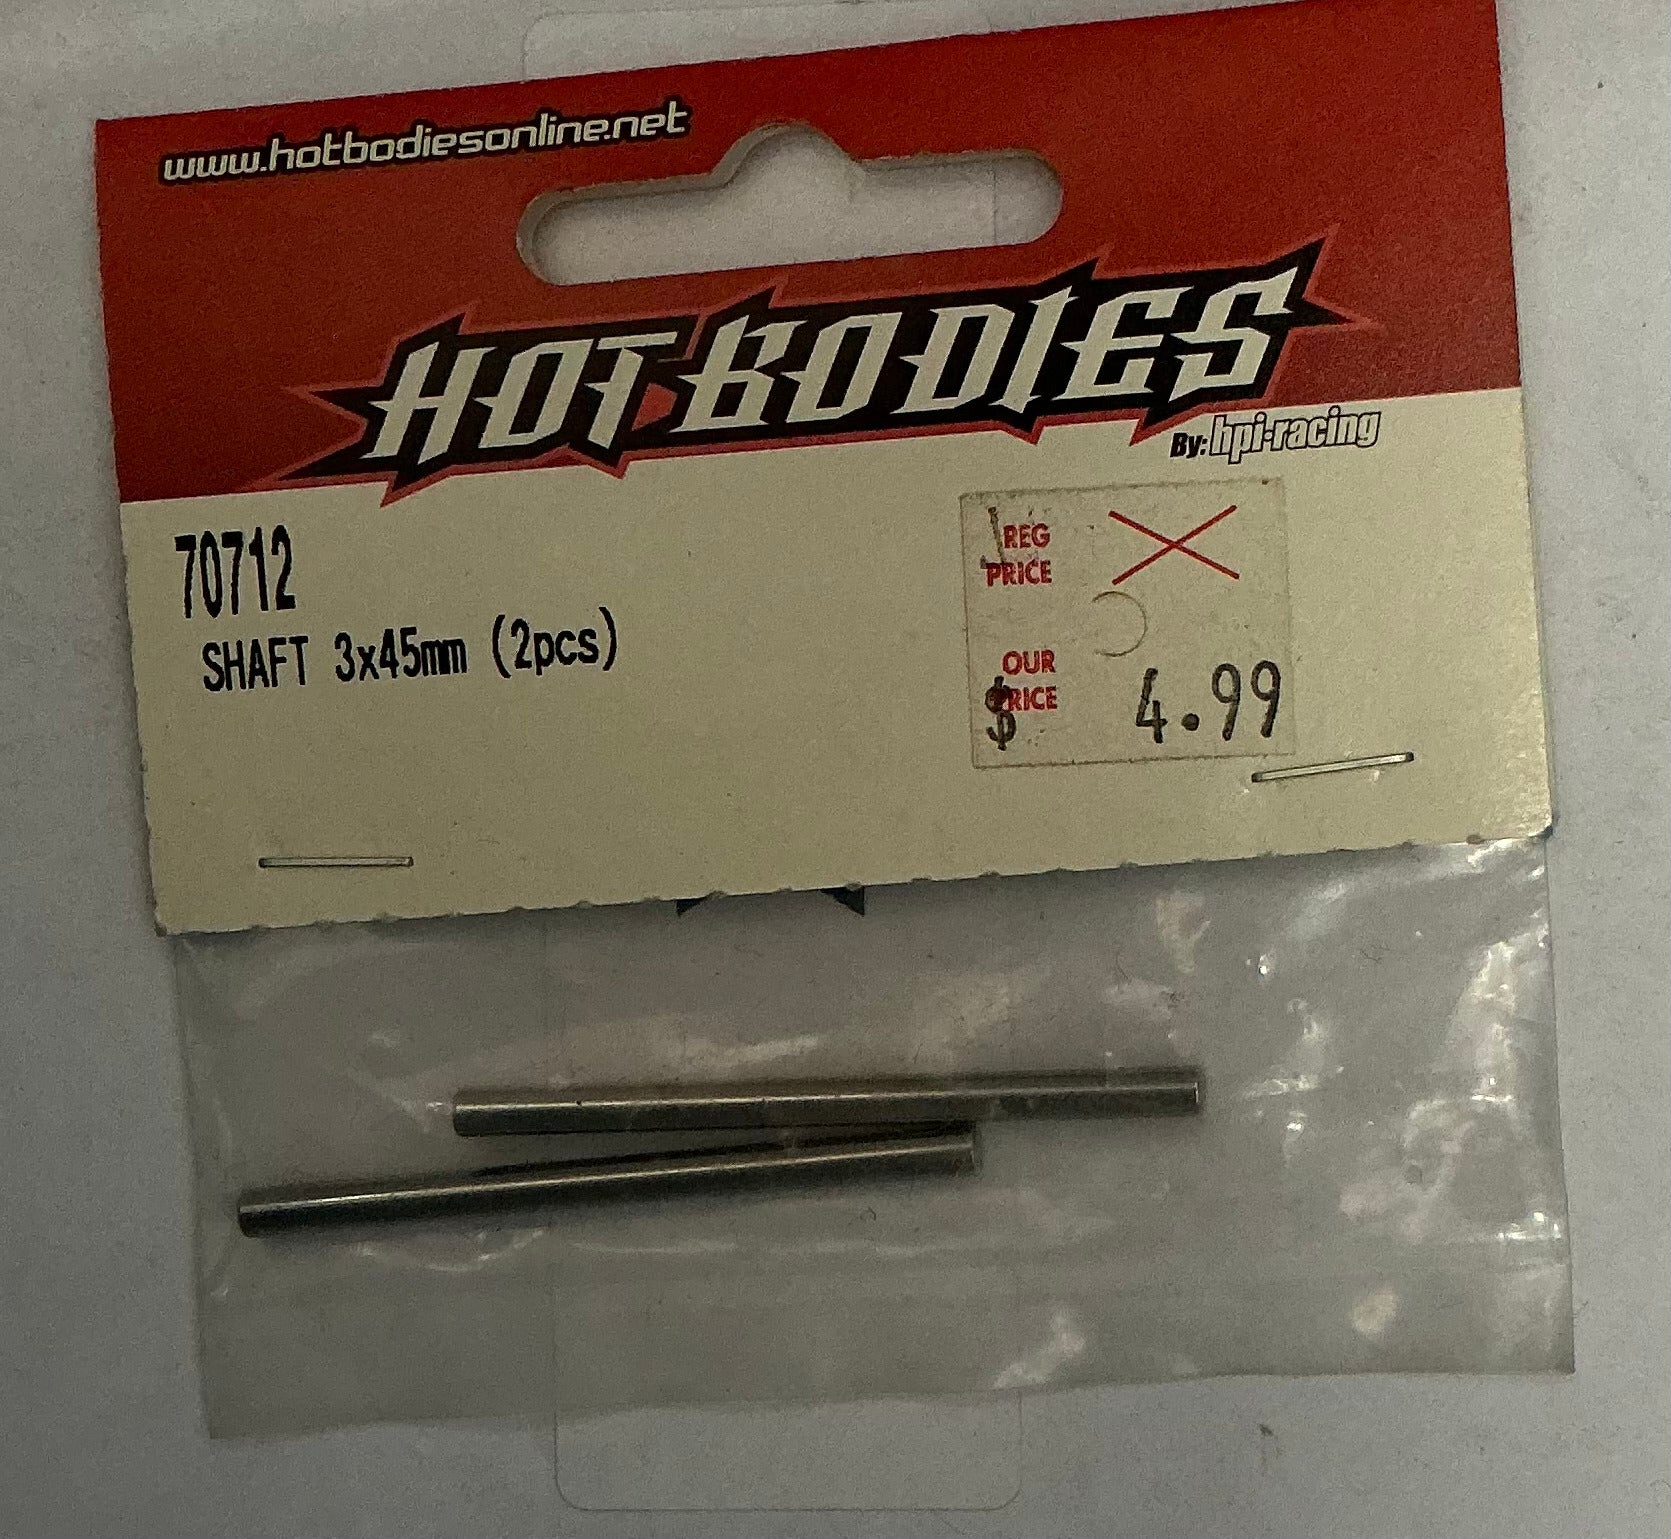 www.hotbodiesonline.net
HOT BODIES
By: hpi-racing
70712
SHAFT 3x45mm (2pcs)
REG
PRICE
OUR
PRICE
$ 4.99